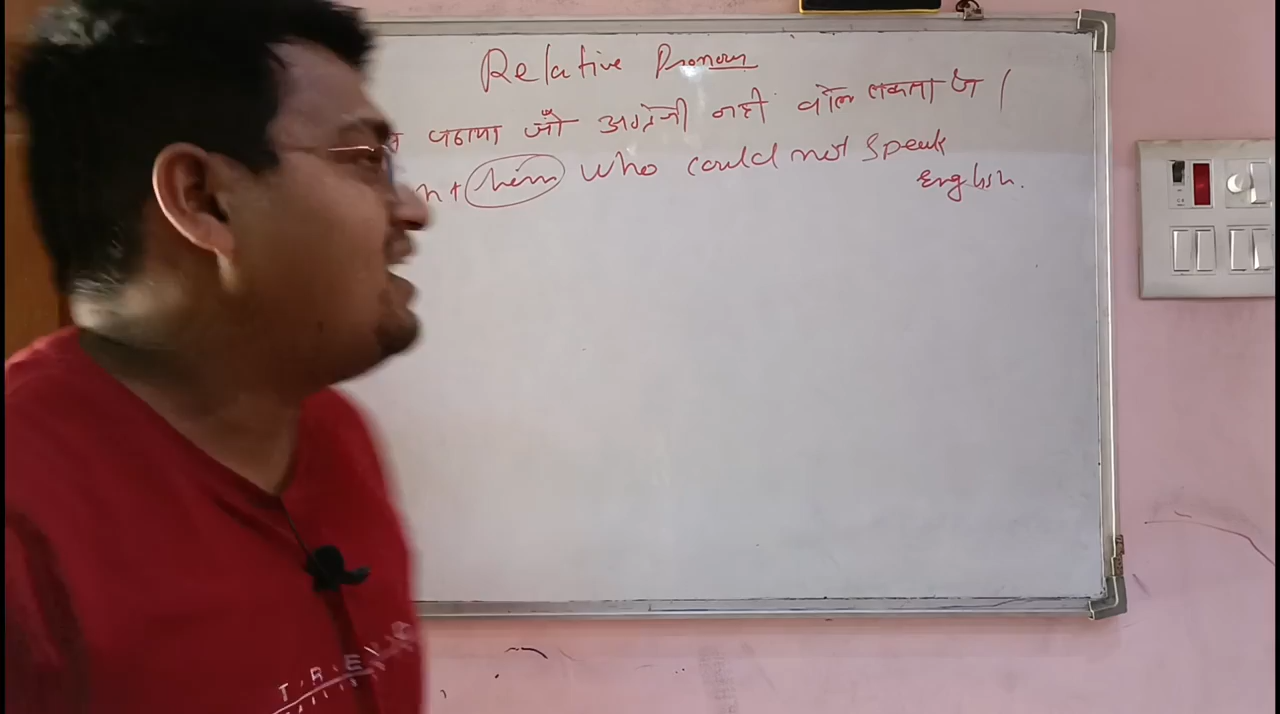 Relative Pronoun
जो अंग्रेजी नही बोल सकता
him who could not speak
English.
T.R.E.V